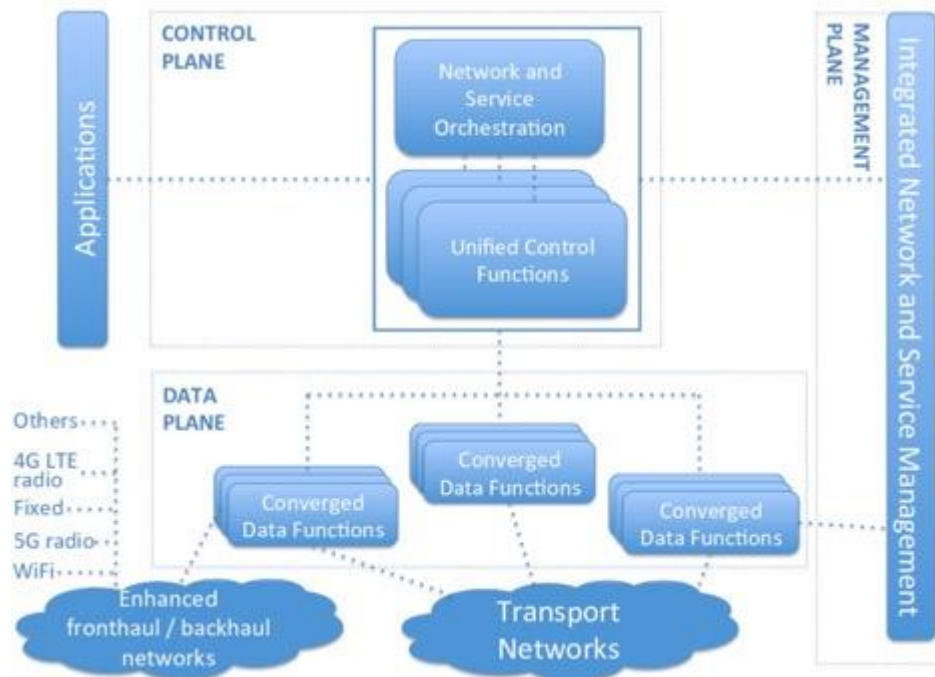 Applications
CONTROL
PLANE
Network and
Service
Orchestration
Unified Control
Functions
MANAGEMENT
PLANE
Integrated Network and Service Management
DATA
PLANE
Converged
Data Functions
Converged
Data Functions
Converged
Data Functions
Others
4G LTE
radio
Fixed
5G radio
WiFi
Enhanced
fronthaul / backhaul
networks
Transport
Networks